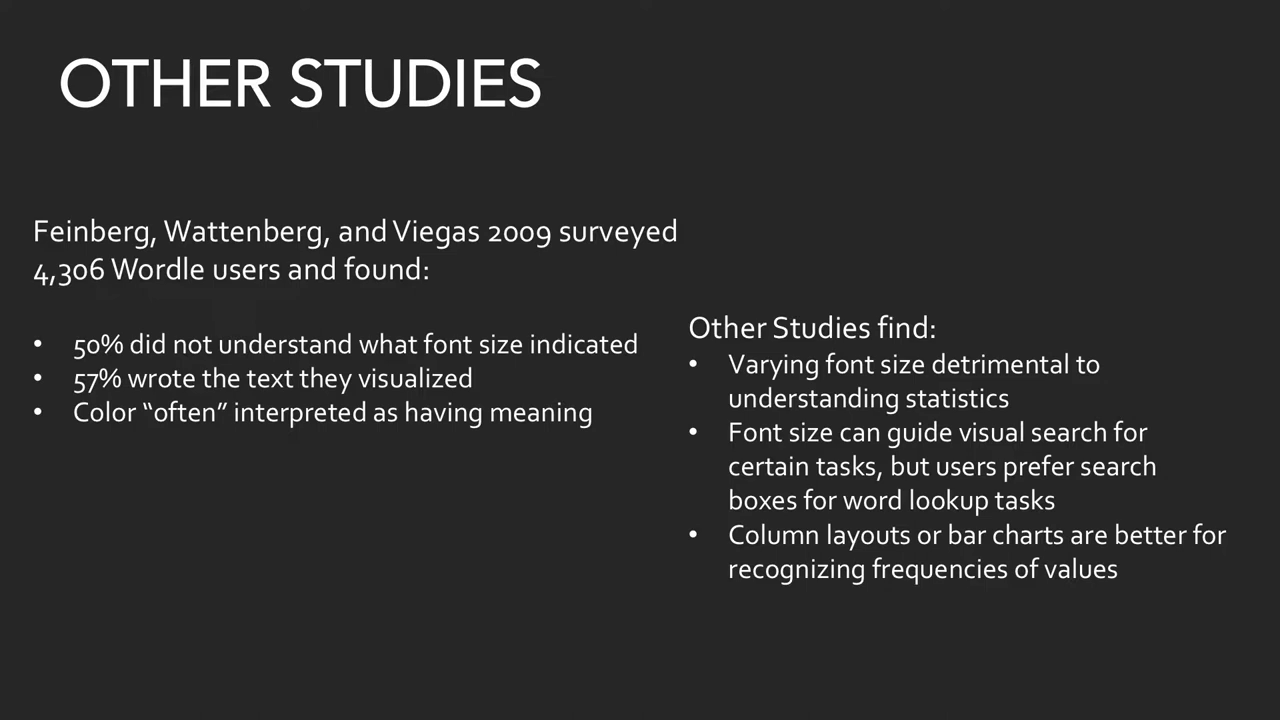 OTHER STUDIES
Feinberg, Wattenberg, and Viegas 2009 surveyed
4,306 Wordle users and found:
• 50% did not understand what font size indicated
• 57% wrote the text they visualized
• Color “often” interpreted as having meaning
Other Studies find:
• Varying font size detrimental to
understanding statistics
• Font size can guide visual search for
certain tasks, but users prefer search
boxes for word lookup tasks
• Column layouts or bar charts are better for
recognizing frequencies of values